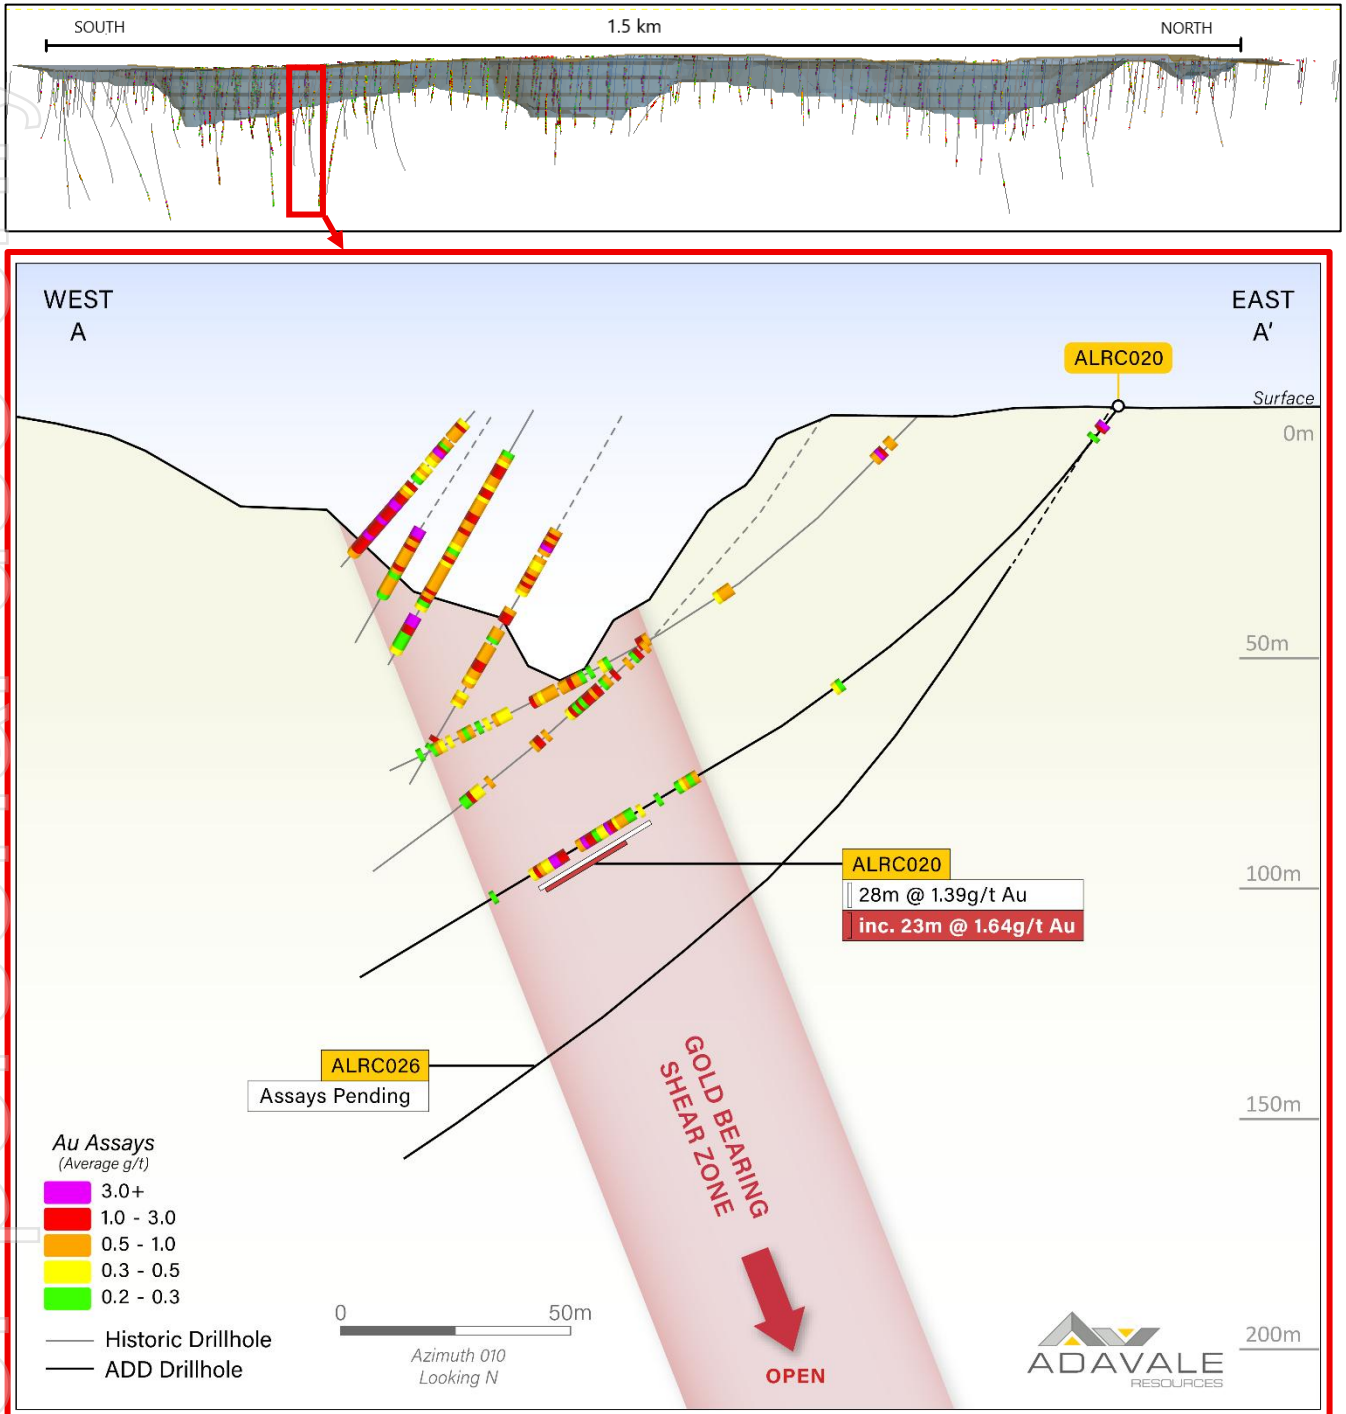 SOUTH
1.5 km
NORTH
WEST
A
EAST
A'
ALRC020
Surface
0m
50m
ALRC020
28m @ 1.39g/t Au
inc. 23m @ 1.64g/t Au
100m
GOLD BEARING
SHEAR ZONE
ALRC026
Assays Pending
150m
Au Assays
(Average g/t)
3.0+
1.0 - 3.0
0.5 - 1.0
0.3 - 0.5
0.2 - 0.3
Historic Drillhole
ADD Drillhole
0
50m
Azimuth 010
Looking N
OPEN
ADAVALE
RESOURCES
200m